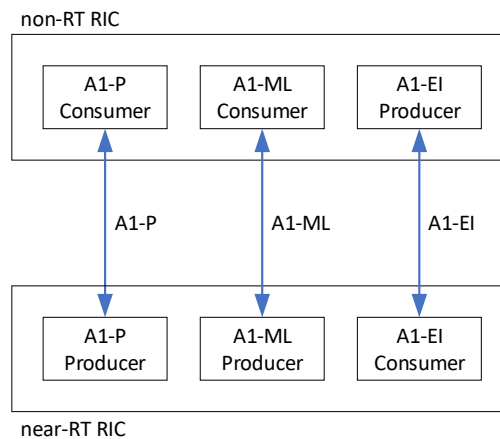 non-RT RIC
A1-P
Consumer
A1-ML
Consumer
A1-EI
Producer
A1-P
A1-ML
A1-EI
A1-P
Producer
A1-ML
Producer
A1-EI
Consumer
near-RT RIC